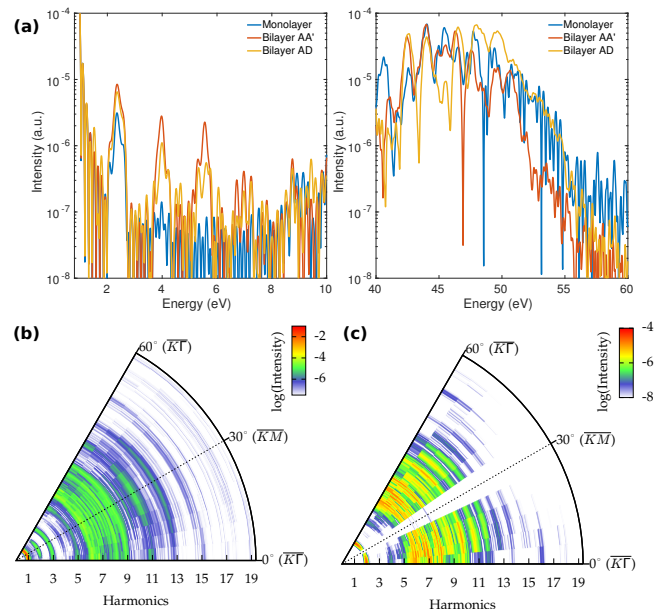 (a)
Intensity (a.u.)
10⁻⁴
10⁻⁵
10⁻⁶
10⁻⁷
10⁻⁸
Monolayer
Bilayer AA'
Bilayer AD
2 4 6 8 10
Energy (eV)
Intensity (a.u.)
10⁻⁴
10⁻⁵
10⁻⁶
10⁻⁷
10⁻⁸
Monolayer
Bilayer AA'
Bilayer AD
40 45 50 55 60
Energy (eV)
(b)
60° (K̅Γ̅)
log(Intensity)
-2
-4
-6
30° (K̅M̅)
0° (K̅Γ̅)
1 3 5 7 9 11 13 15 17 19
Harmonics
(c)
60° (K̅Γ̅)
log(Intensity)
-4
-6
-8
30° (K̅M̅)
0° (K̅Γ̅)
1 2 5 7 9 11 13 14 16 19
Harmonics